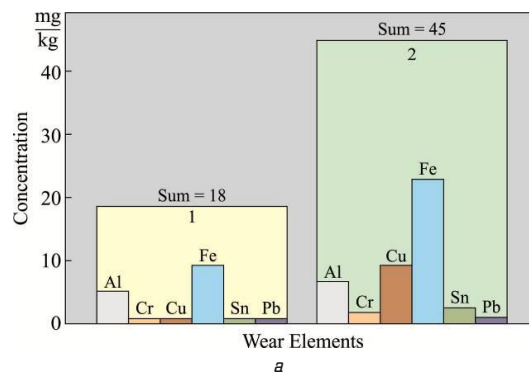 mg
kg
Sum = 45
40
2
Concentration
30
Fe
20
Sum = 18
1
Cu
10
Fe
Al
Al
Sn
Cr
Cr Cu
Sn Pb
Pb
0
Wear Elements
a